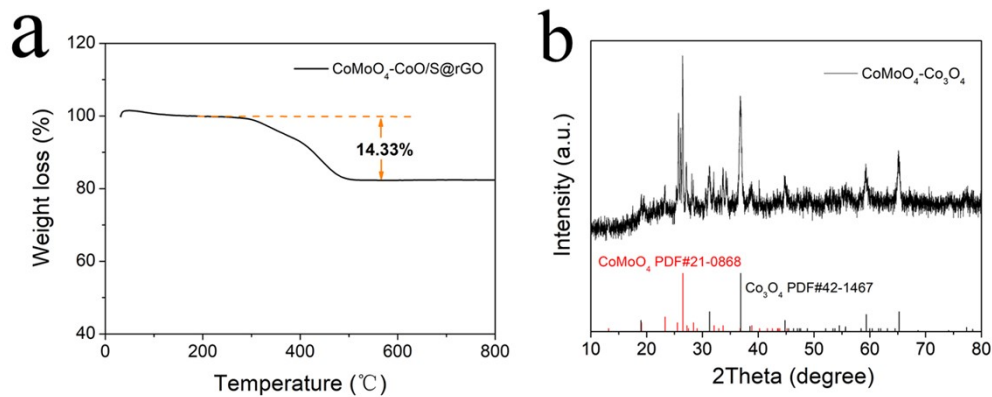 a
120
100
80
60
40
0
200
400
600
800
Weight loss (%)
Temperature (℃)
CoMoO₄-CoO/S@rGO
14.33%
b
CoMoO₄-Co₃O₄
Intensity (a.u.)
CoMoO₄ PDF#21-0868
Co₃O₄ PDF#42-1467
10
20
30
40
50
60
70
80
2Theta (degree)